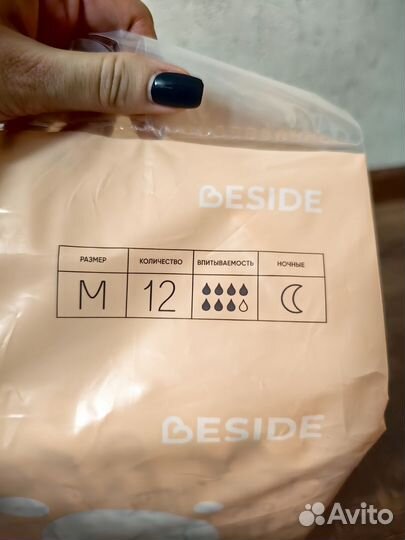 BESIDE
РАЗМЕР КОЛИЧЕСТВО ВПИТЫВАЕМОСТЬ НОЧНЫЕ
M 12
BESIDE
Avito